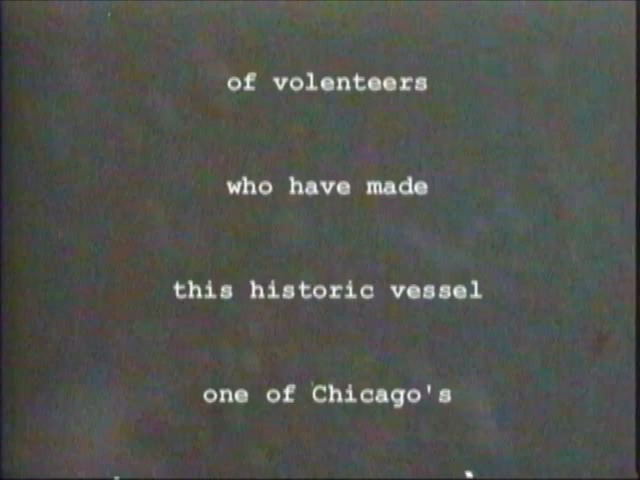 of volenteers
who have made
this historic vessel
one of Chicago's